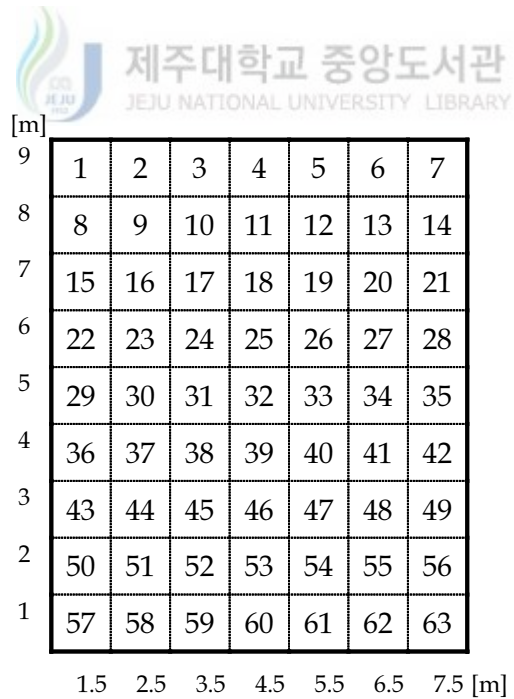 제주대학교 중앙도서관
JEJU NATIONAL UNIVERSITY LIBRARY
JEJU
1952
[m]
9 1 2 3 4 5 6 7
8 8 9 10 11 12 13 14
7 15 16 17 18 19 20 21
6 22 23 24 25 26 27 28
5 29 30 31 32 33 34 35
4 36 37 38 39 40 41 42
3 43 44 45 46 47 48 49
2 50 51 52 53 54 55 56
1 57 58 59 60 61 62 63
1.5 2.5 3.5 4.5 5.5 6.5 7.5 [m]